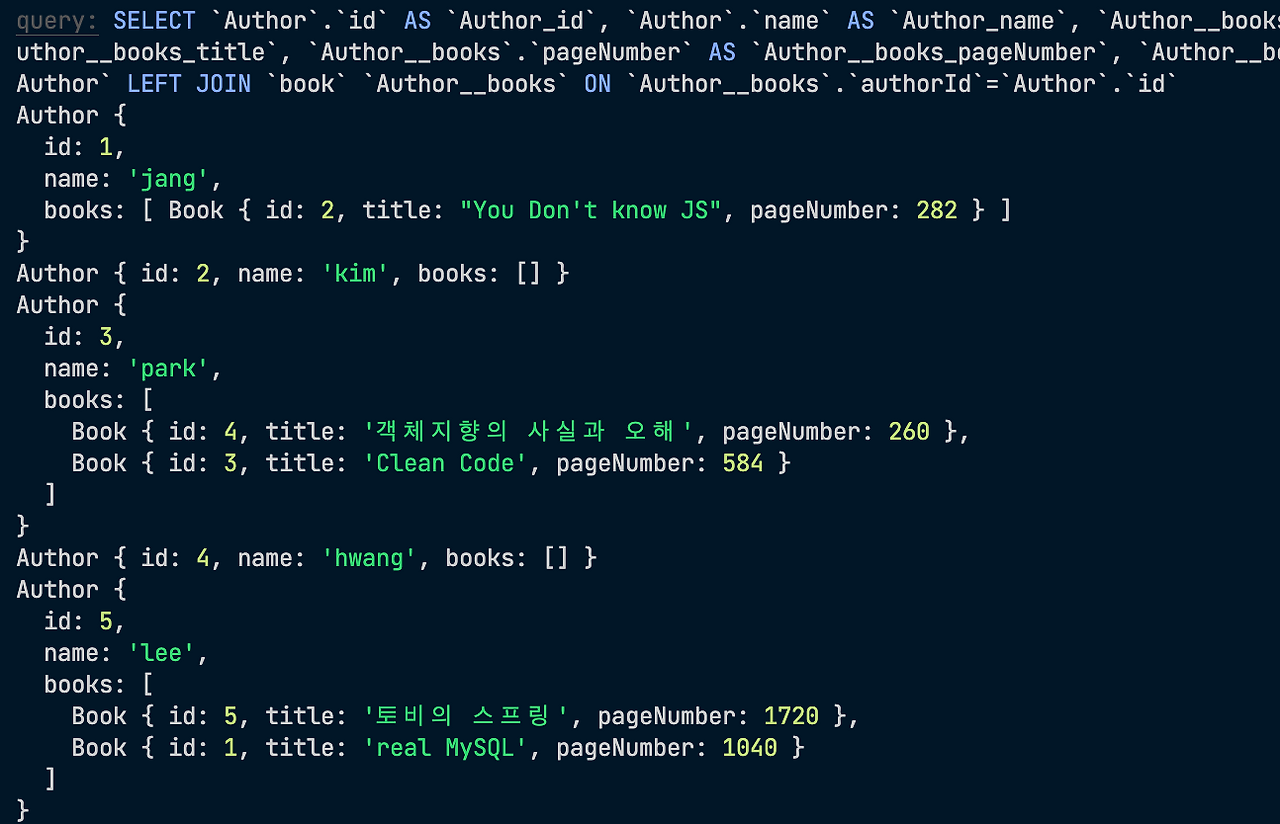 query: SELECT `Author`.`id` AS `Author_id`, `Author`.`name` AS `Author_name`, `Author__books
uthor__books_title`, `Author__books`.`pageNumber` AS `Author__books_pageNumber`, `Author__bo
Author` LEFT JOIN `book` `Author__books` ON `Author__books`.`authorId`=`Author`.`id`
Author {
  id: 1,
  name: 'jang',
  books: [ Book { id: 2, title: "You Don't know JS", pageNumber: 282 } ]
}
Author { id: 2, name: 'kim', books: [] }
Author {
  id: 3,
  name: 'park',
  books: [
    Book { id: 4, title: '객체지향의 사실과 오해', pageNumber: 260 },
    Book { id: 3, title: 'Clean Code', pageNumber: 584 }
  ]
}
Author { id: 4, name: 'hwang', books: [] }
Author {
  id: 5,
  name: 'lee',
  books: [
    Book { id: 5, title: '토비의 스프링', pageNumber: 1720 },
    Book { id: 1, title: 'real MySQL', pageNumber: 1040 }
  ]
}